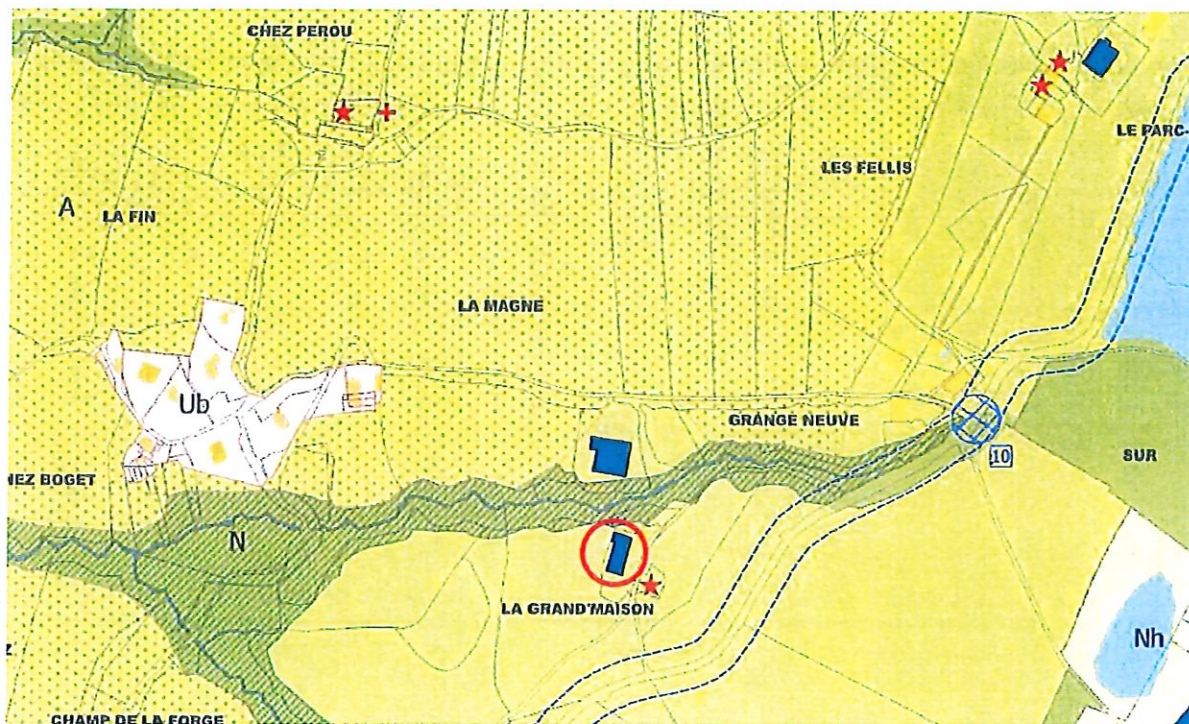 CHEZ PEROU
LE PARC-
LES FELLIS
A
LA FIN
LA MAGNE
Ub
GRANGE NEUVE
10
SUR
HEZ BOGET
N
LA GRAND'MAISON
Nh
Z
CHAMP DE LA FORGE